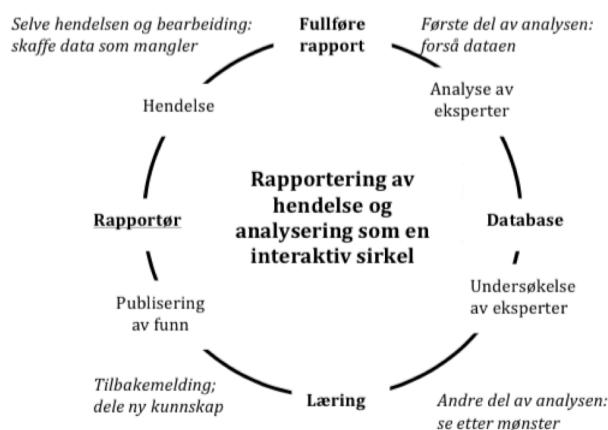 Selve hendelsen og bearbeiding:
skaffe data som mangler
Fullføre
rapport
Første del av analysen:
forså dataen
Hendelse
Analyse av
eksperter
Rapportering av
hendelse og
analysering som en
interaktiv sirkel
Rapportør
Database
Publisering
av funn
Undersøkelse
av eksperter
Tilbakemelding;
dele ny kunnskap
Læring
Andre del av analysen:
se etter mønster